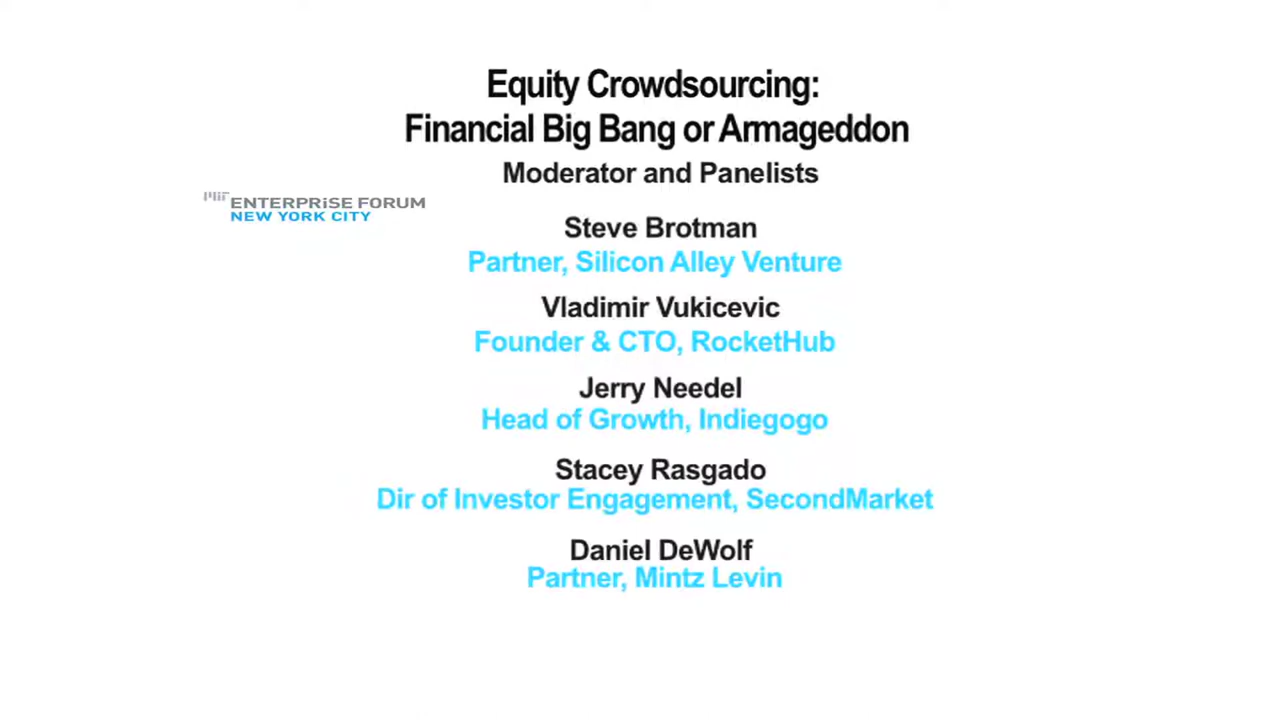 Equity Crowdsourcing:
Financial Big Bang or Armageddon
Moderator and Panelists
MIT ENTERPRISE FORUM
NEW YORK CITY
Steve Brotman
Partner, Silicon Alley Venture
Vladimir Vukicevic
Founder & CTO, RocketHub
Jerry Needel
Head of Growth, Indiegogo
Stacey Rasgado
Dir of Investor Engagement, SecondMarket
Daniel DeWolf
Partner, Mintz Levin